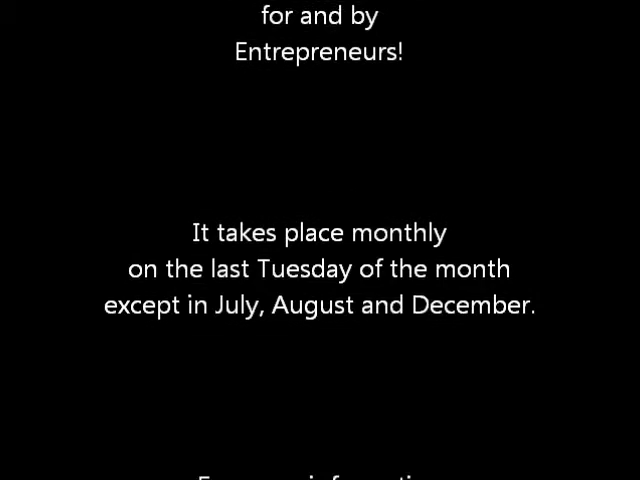 for and by
Entrepreneurs!
It takes place monthly
on the last Tuesday of the month
except in July, August and December.